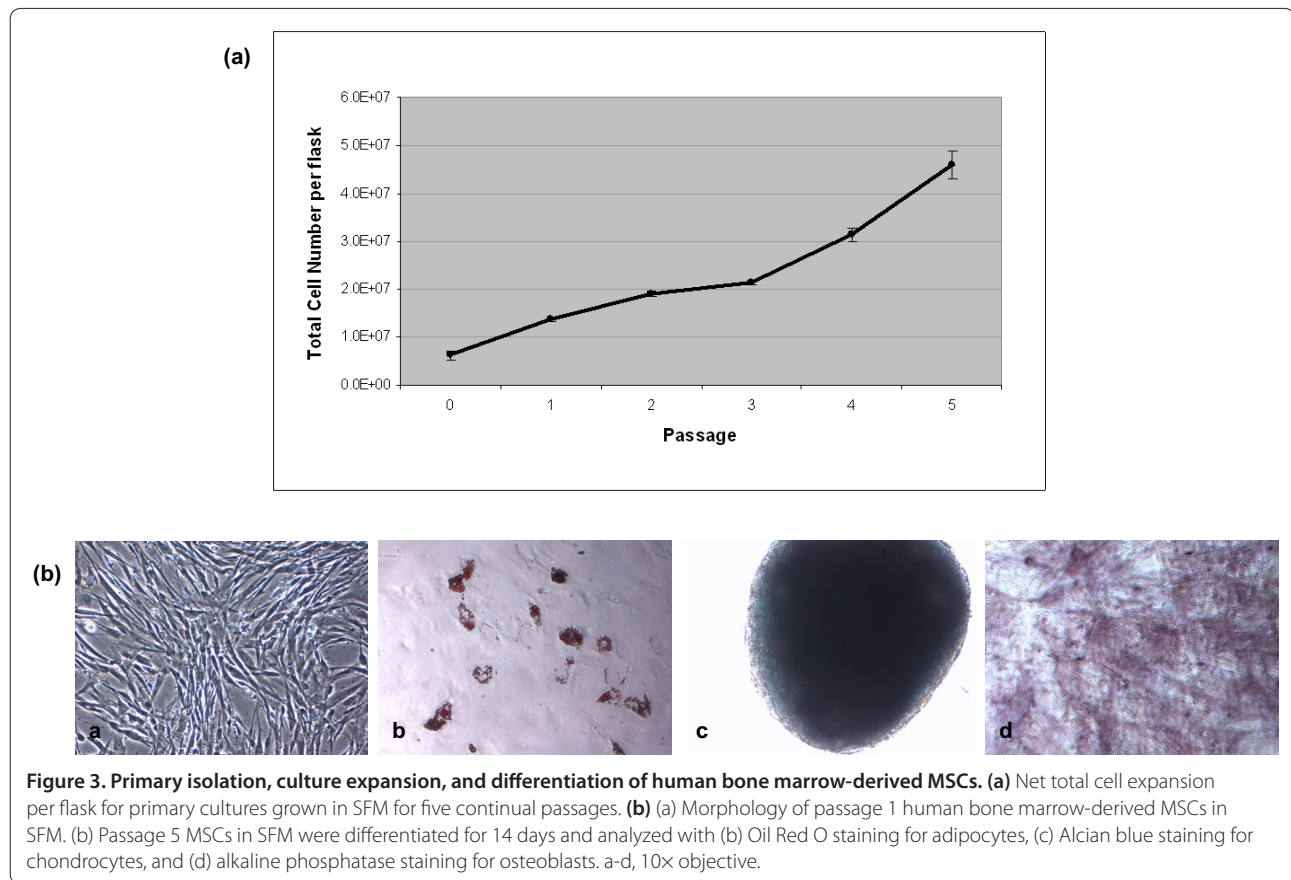 (a)
6.0E+07
5.0E+07
4.0E+07
3.0E+07
2.0E+07
1.0E+07
0.0E+00
Total Cell Number per flask
0 1 2 3 4 5
Passage
(b)
a b c d
Figure 3. Primary isolation, culture expansion, and differentiation of human bone marrow-derived MSCs. (a) Net total cell expansion
per flask for primary cultures grown in SFM for five continual passages. (b) (a) Morphology of passage 1 human bone marrow-derived MSCs in
SFM. (b) Passage 5 MSCs in SFM were differentiated for 14 days and analyzed with (b) Oil Red O staining for adipocytes, (c) Alcian blue staining for
chondrocytes, and (d) alkaline phosphatase staining for osteoblasts. a-d, 10× objective.